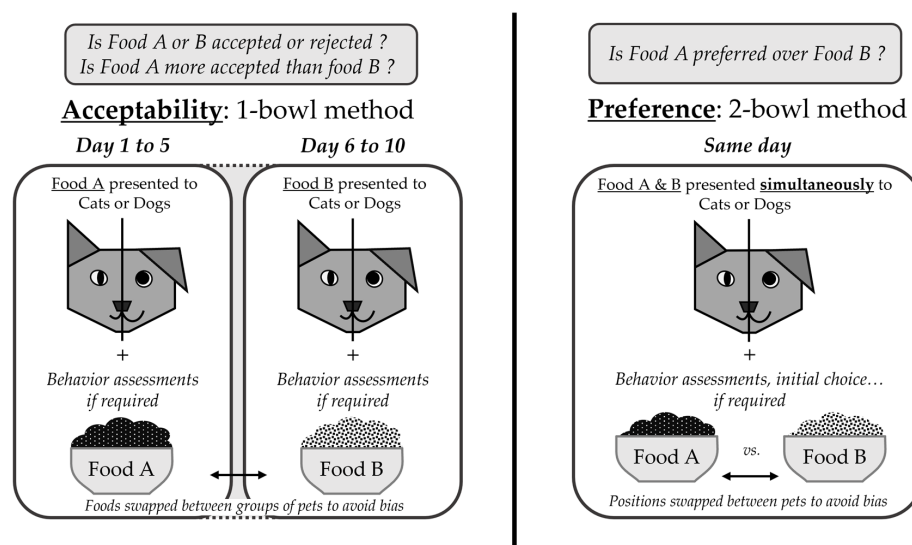 Is Food A or B accepted or rejected ?
Is Food A more accepted than food B ?
Acceptability: 1-bowl method
Day 1 to 5
Day 6 to 10
Food A presented to
Cats or Dogs
+
Behavior assessments
if required
Food A
Food B presented to
Cats or Dogs
+
Behavior assessments
if required
Food B
Foods swapped between groups of pets to avoid bias
Is Food A preferred over Food B ?
Preference: 2-bowl method
Same day
Food A & B presented simultaneously to
Cats or Dogs
+
Behavior assessments, initial choice…
if required
Food A
vs.
Food B
Positions swapped between pets to avoid bias